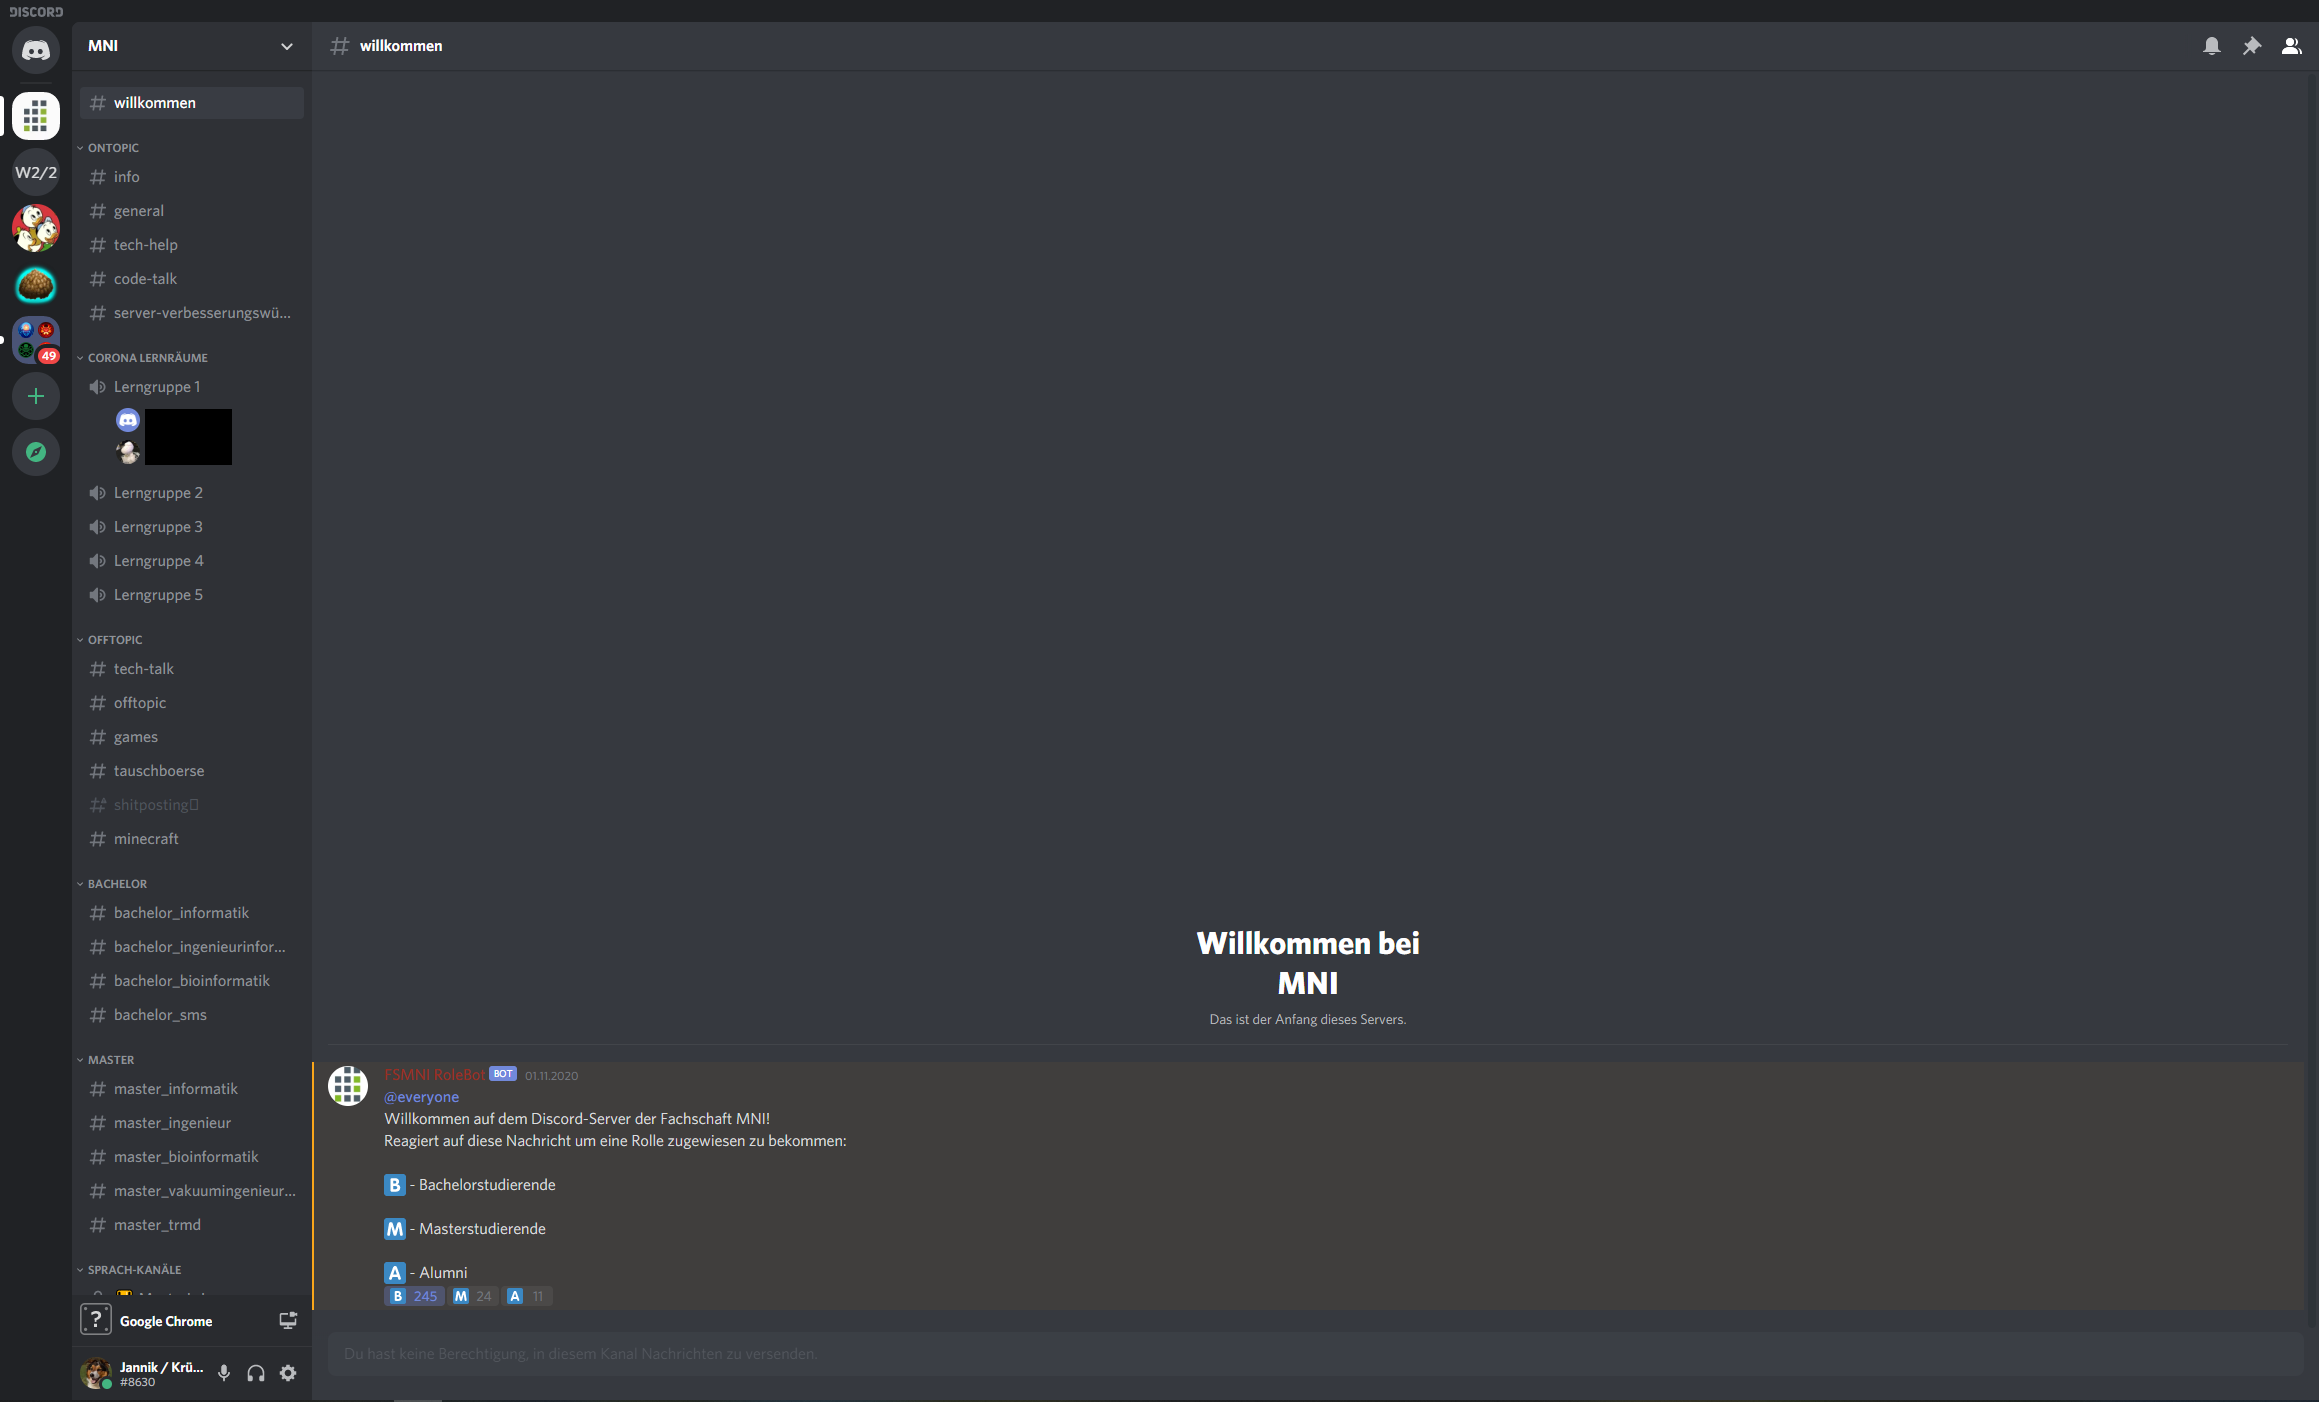 DISCORD
MNI
willkommen
W2/2
49
willkommen
ONTOPIC
info
general
tech-help
code-talk
server-verbesserungswü...
CORONA LERNRÄUME
Lerngruppe 1
Lerngruppe 2
Lerngruppe 3
Lerngruppe 4
Lerngruppe 5
OFFTOPIC
tech-talk
offtopic
games
tauschboerse
shitposting
minecraft
BACHELOR
bachelor_informatik
bachelor_ingenieurinfor...
bachelor_bioinformatik
bachelor_sms
MASTER
master_informatik
master_ingenieur
master_bioinformatik
master_vakuumingenieur...
master_trmd
SPRACH-KANÄLE
? Google Chrome
Jannik / Krü...
#8630
Willkommen bei
MNI
Das ist der Anfang dieses Servers.
FSMNI RoleBot BOT 01.11.2020
@everyone
Willkommen auf dem Discord-Server der Fachschaft MNI!
Reagiert auf diese Nachricht um eine Rolle zugewiesen zu bekommen:
B - Bachelorstudierende
M - Masterstudierende
A - Alumni
B 245 M 24 A 11
Du hast keine Berechtigung, in diesem Kanal Nachrichten zu versenden.